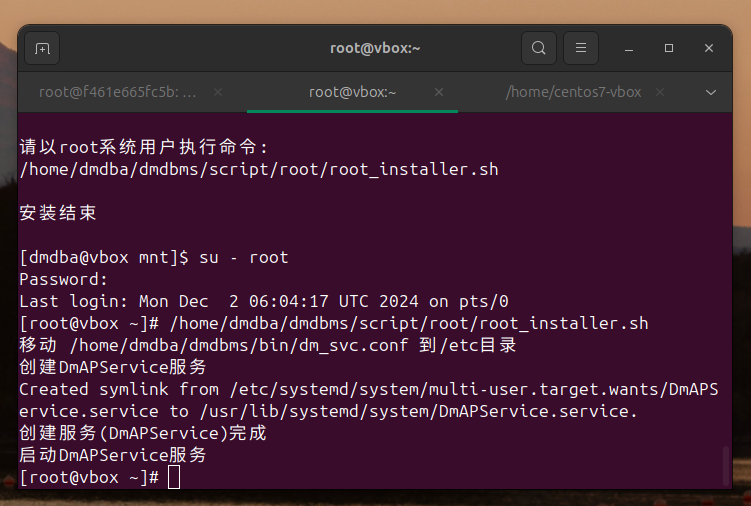 root@vbox:~
root@f461e665fc5b: ...
root@vbox:~
/home/centos7-vbox
请以root系统用户执行命令:
/home/dmdba/dmdbms/script/root/root_installer.sh
安装结束
[dmdba@vbox mnt]$ su - root
Password:
Last login: Mon Dec  2 06:04:17 UTC 2024 on pts/0
[root@vbox ~]# /home/dmdba/dmdbms/script/root/root_installer.sh
移动 /home/dmdba/dmdbms/bin/dm_svc.conf 到/etc目录
创建DmAPService服务
Created symlink from /etc/systemd/system/multi-user.target.wants/DmAPS
ervice.service to /usr/lib/systemd/system/DmAPService.service.
创建服务(DmAPService)完成
启动DmAPService服务
[root@vbox ~]#